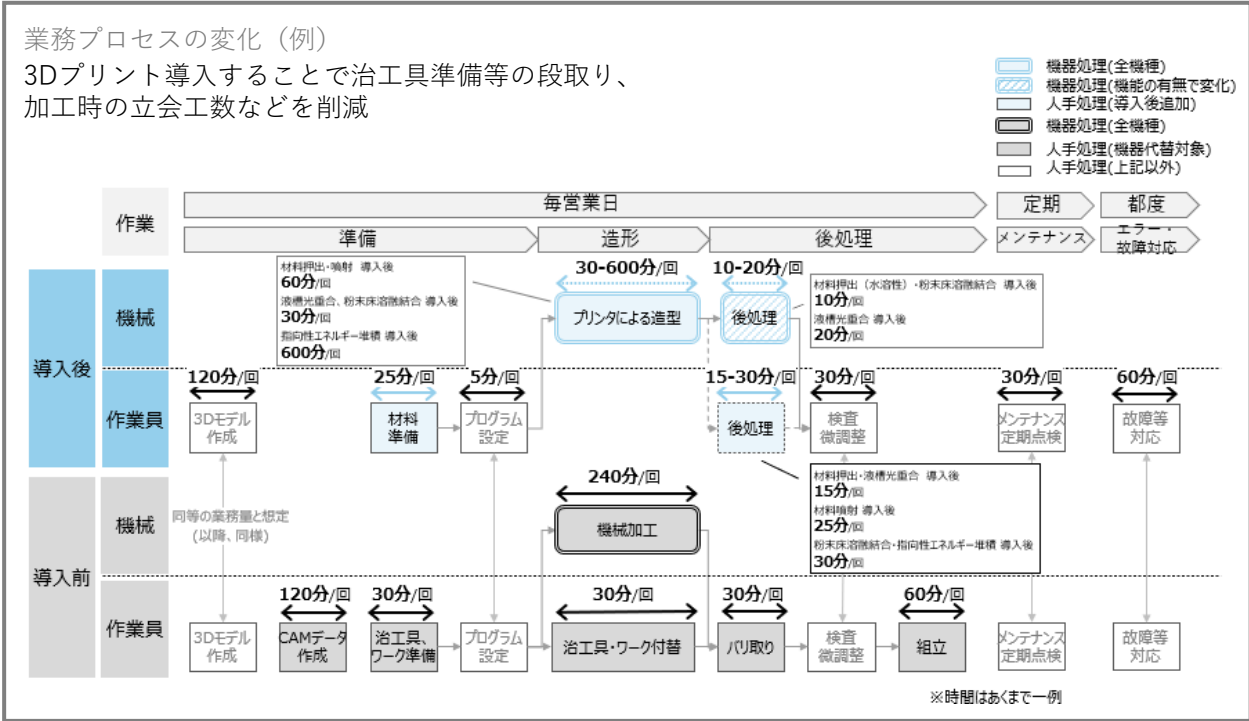 業務プロセスの変化（例）
3Dプリント導入することで治工具準備等の段取り、
加工時の立会工数などを削減
機器処理(全機種)
機器処理(機能の有無で変化)
人手処理(導入後追加)
機器処理(全機種)
人手処理(機器代替対象)
人手処理(上記以外)
作業
毎営業日
定期
都度
準備
造形
後処理
メンテナンス
エラー・
故障対応
導入後
機械
材料押出・噴射 導入後
60分/回
液槽光重合、粉末床溶融結合 導入後
30分/回
指向性エネルギー堆積 導入後
600分/回
30-600分/回
プリンタによる造型
10-20分/回
後処理
材料押出（水溶性）・粉末床溶融結合 導入後
10分/回
液槽光重合 導入後
20分/回
作業員
120分/回
3Dモデル
作成
25分/回
材料
準備
5分/回
プログラム
設定
15-30分/回
後処理
30分/回
検査
微調整
30分/回
メンテナンス
定期点検
60分/回
故障等
対応
材料押出・液槽光重合 導入後
15分/回
材料噴射 導入後
25分/回
粉末床溶融結合・指向性エネルギー堆積 導入後
30分/回
導入前
機械
同等の業務量と想定
(以降、同様)
240分/回
機械加工
作業員
3Dモデル
作成
120分/回
CAMデータ
作成
30分/回
治工具、
ワーク準備
プログラム
設定
30分/回
治工具・ワーク付替
30分/回
バリ取り
検査
微調整
60分/回
組立
メンテナンス
定期点検
故障等
対応
※時間はあくまで一例